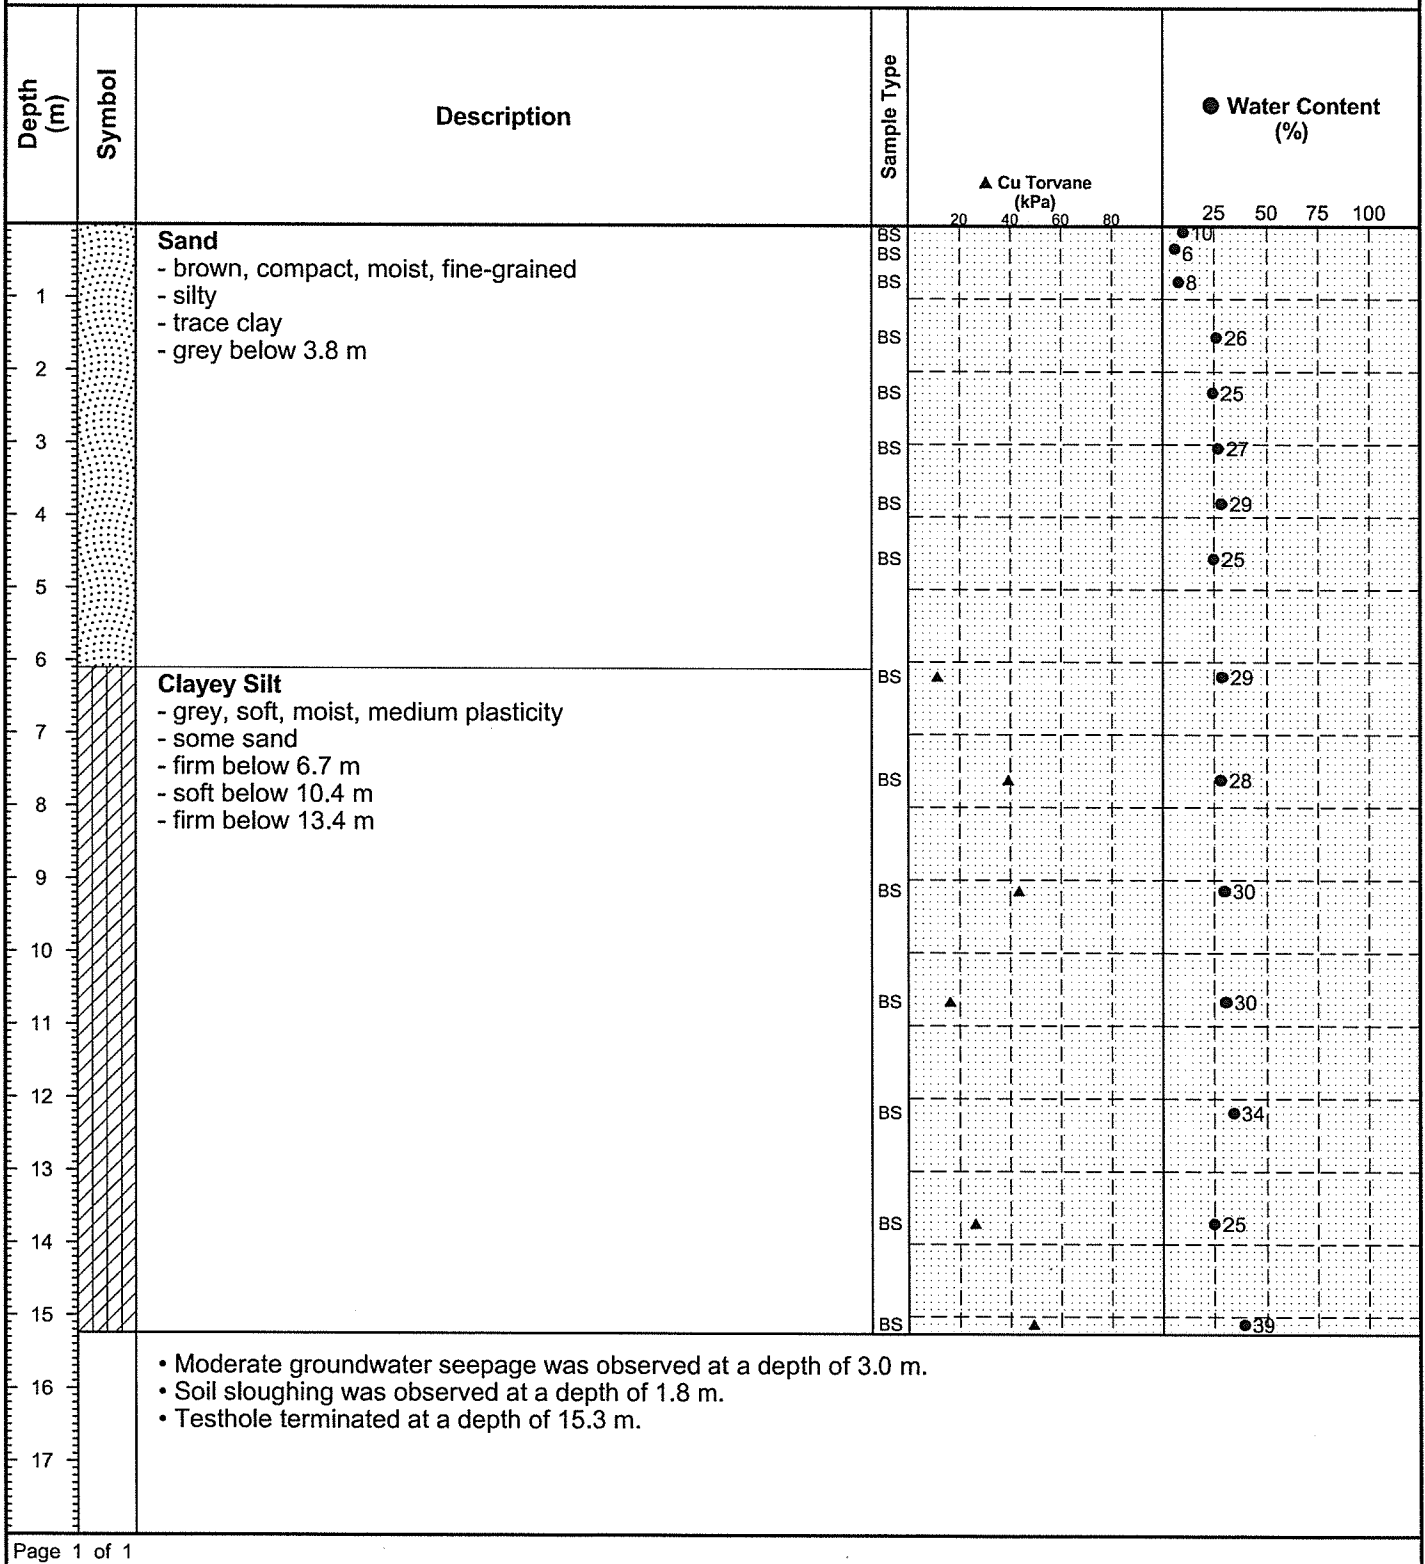 Depth
(m)
Symbol
Description
Sample Type
▲ Cu Torvane
(kPa)
20 40 60 80
● Water Content
(%)
25 50 75 100
Sand
- brown, compact, moist, fine-grained
- silty
- trace clay
- grey below 3.8 m
BS 10
BS 6
BS 8
1
BS 26
2
BS 25
3
BS 27
BS 29
4
BS 25
5
6
Clayey Silt
- grey, soft, moist, medium plasticity
- some sand
- firm below 6.7 m
- soft below 10.4 m
- firm below 13.4 m
BS 29
7
BS 28
8
9
BS 30
10
BS 30
11
12
BS 34
13
BS 25
14
15
BS 39
• Moderate groundwater seepage was observed at a depth of 3.0 m.
• Soil sloughing was observed at a depth of 1.8 m.
• Testhole terminated at a depth of 15.3 m.
16
17
Page 1 of 1